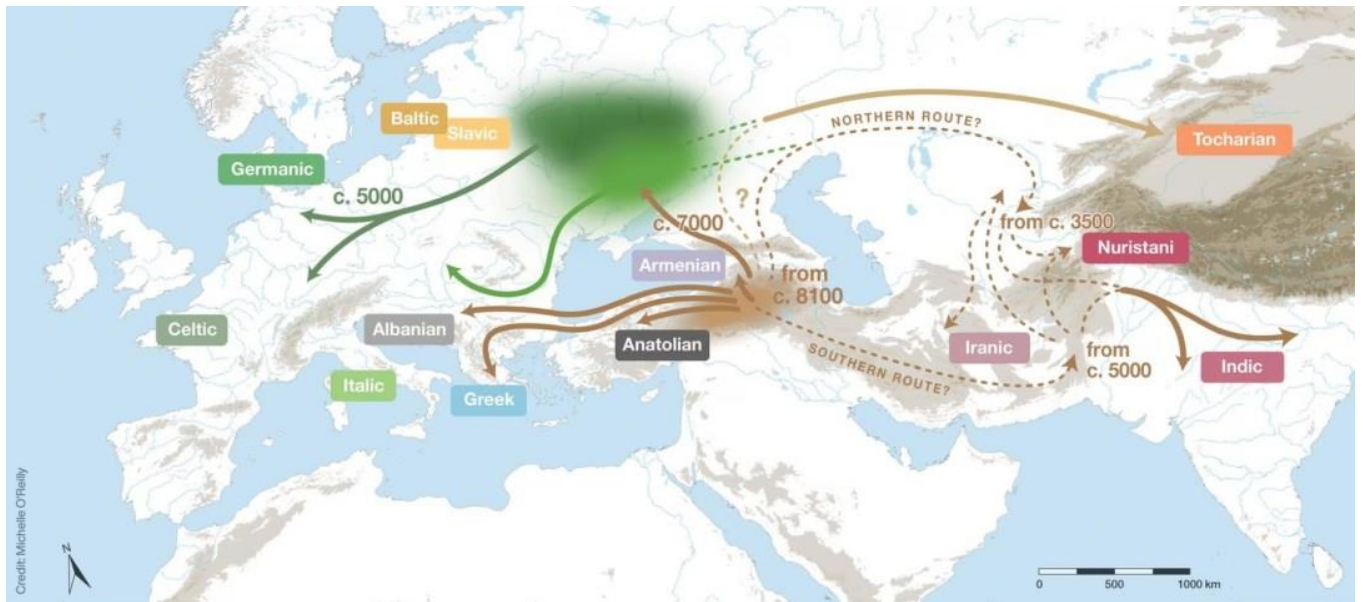 Baltic
Slavic
Germanic
c. 5000
NORTHERN ROUTE?
Tocharian
?
c. 7000
from c. 3500
Nuristani
Armenian
from
c. 8100
Celtic
Albanian
Anatolian
Iranic
from
c. 5000
Indic
SOUTHERN ROUTE?
Italic
Greek
Credit: Michelle O'Reilly
N
0
500
1000 km